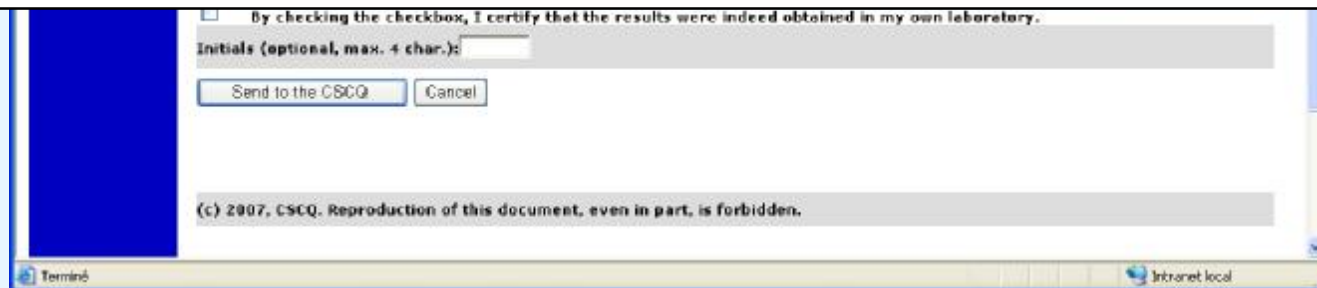 By checking the checkbox, I certify that the results were indeed obtained in my own laboratory.
Initials (optional, max. 4 char.):
Send to the CSCQ Cancel
(c) 2007, CSCQ. Reproduction of this document, even in part, is forbidden.
Terminé Intranet local